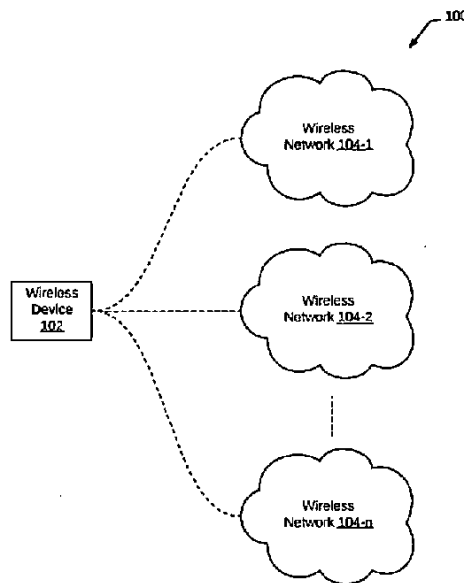 100
Wireless
Network 104-1
Wireless
Device
102
Wireless
Network 104-2
Wireless
Network 104-n